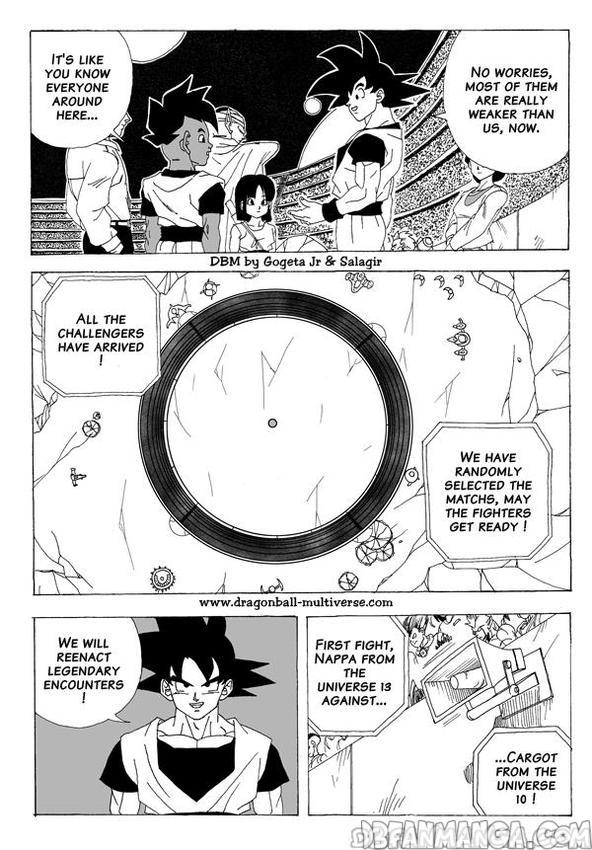 IT'S LIKE
YOU KNOW
EVERYONE
AROUND
HERE...
NO WORRIES,
MOST OF THEM
ARE REALLY
WEAKER THAN
US, NOW.
DBM by Gogeta Jr & Salagir
ALL THE
CHALLENGERS
HAVE ARRIVED
!
WE HAVE
RANDOMLY
SELECTED THE
MATCHS, MAY
THE FIGHTERS
GET READY !
www.dragonball-multiverse.com
WE WILL
REENACT
LEGENDARY
ENCOUNTERS
!
FIRST FIGHT,
NAPPA FROM
THE
UNIVERSE 13
AGAINST...
...CARGOT
FROM THE
UNIVERSE
10 !
DBFANMANGA.COM